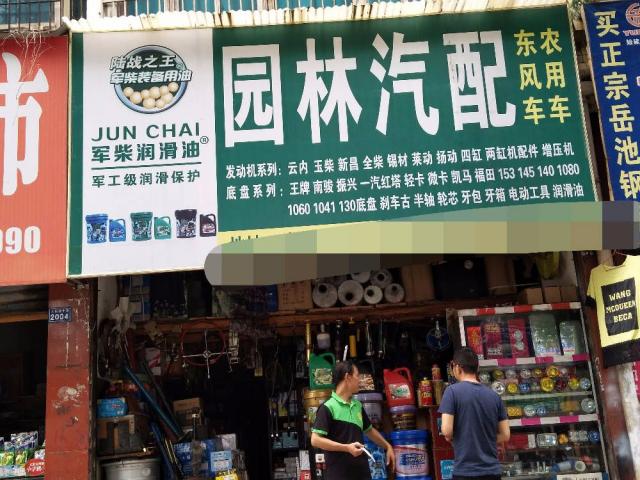 陆战之王
军柴装备用油
JUN CHAI
军柴润滑油®
军工级润滑保护
园林汽配
东风车
农用车
发动机系列：云内 玉柴 新昌 全柴 锡材 莱动 扬动 四缸 两缸机配件 增压机
底盘系列：王牌 南骏 振兴 一汽红塔 轻卡 微卡 凯马 福田 153 145 140 1080
1060 1041 130底盘 刹车古 半轴 轮芯 牙包 牙箱 电动工具 润滑油
市
990
2004
买正宗岳池
钢
WANG
MCQUEEN
BECA